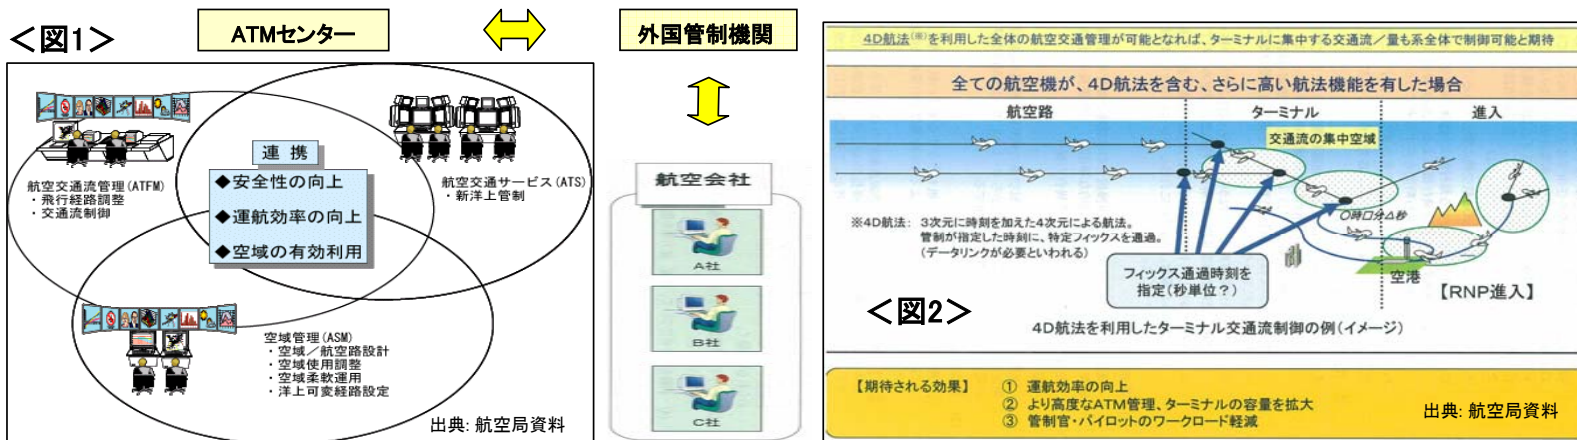 <図1>
ATMセンター
外国管制機関
航空交通流管理(ATFM)
・飛行経路調整
・交通流制御
連 携
◆安全性の向上
◆運航効率の向上
◆空域の有効利用
航空交通サービス(ATS)
・新洋上管制
空域管理(ASM)
・空域/航空路設計
・空域使用調整
・空域柔軟運用
・洋上可変経路設定
出典: 航空局資料
航空会社
A社
B社
C社
4D航法(※)を利用した全体の航空交通管理が可能となれば、ターミナルに集中する交通流/量も系全体で制御可能と期待
全ての航空機が、4D航法を含む、さらに高い航法機能を有した場合
航空路
ターミナル
進入
交通流の集中空域
※4D航法: 3次元に時刻を加えた4次元による航法。
管制が指定した時刻に、特定フィックスを通過。
(データリンクが必要といわれる)
〇時口分△秒
フィックス通過時刻を
指定(秒単位?)
空港
【RNP進入】
<図2>
4D航法を利用したターミナル交通流制御の例(イメージ)
【期待される効果】
① 運航効率の向上
② より高度なATM管理、ターミナルの容量を拡大
③ 管制官・パイロットのワークロード軽減
出典: 航空局資料